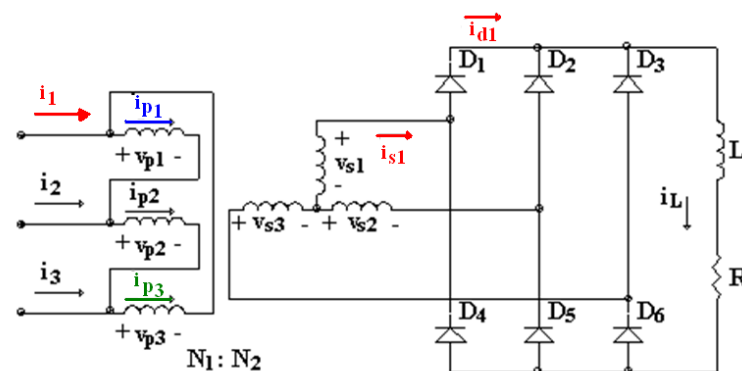 i1
ip1
+ vp1 -
i2
ip2
+ vp2 -
i3
ip3
+ vp3 -
N1 : N2
+
vs1
-
is1
+ vs3 -
+ vs2 -
id1
D1
D2
D3
D4
D5
D6
L
iL
R